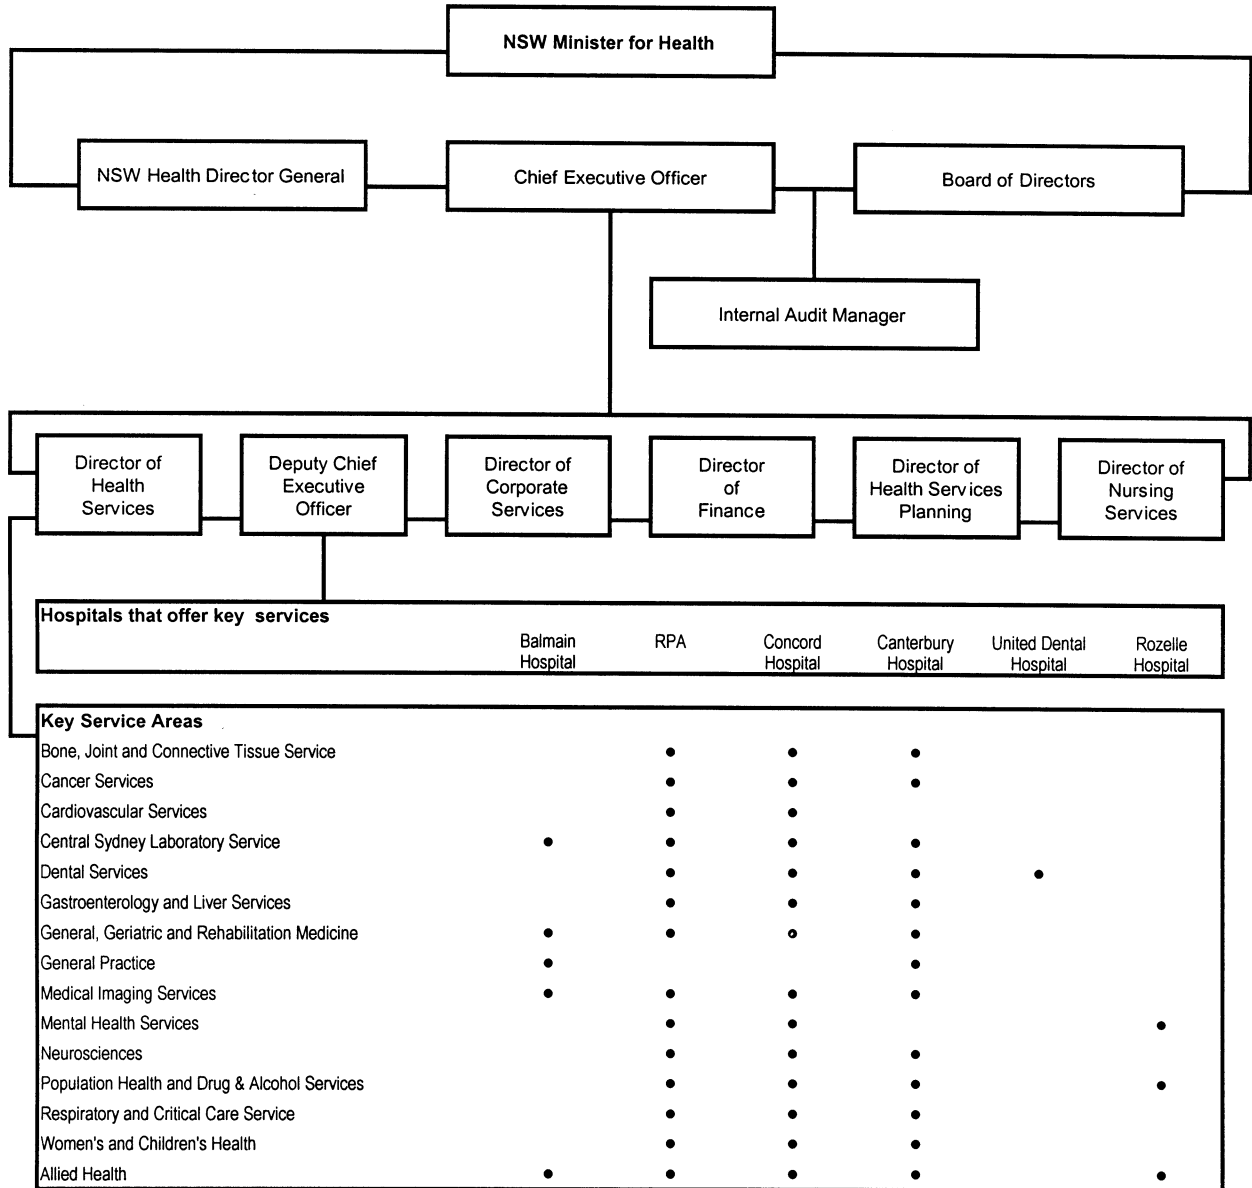 NSW Minister for Health
NSW Health Director General
Chief Executive Officer
Board of Directors
Internal Audit Manager
Director of
Health
Services
Deputy Chief
Executive
Officer
Director of
Corporate
Services
Director
of
Finance
Director of
Health Services
Planning
Director of
Nursing
Services
Hospitals that offer key services
Balmain
Hospital
RPA
Concord
Hospital
Canterbury
Hospital
United Dental
Hospital
Rozelle
Hospital
Key Service Areas
Bone, Joint and Connective Tissue Service
Cancer Services
Cardiovascular Services
Central Sydney Laboratory Service
Dental Services
Gastroenterology and Liver Services
General, Geriatric and Rehabilitation Medicine
General Practice
Medical Imaging Services
Mental Health Services
Neurosciences
Population Health and Drug & Alcohol Services
Respiratory and Critical Care Service
Women's and Children's Health
Allied Health